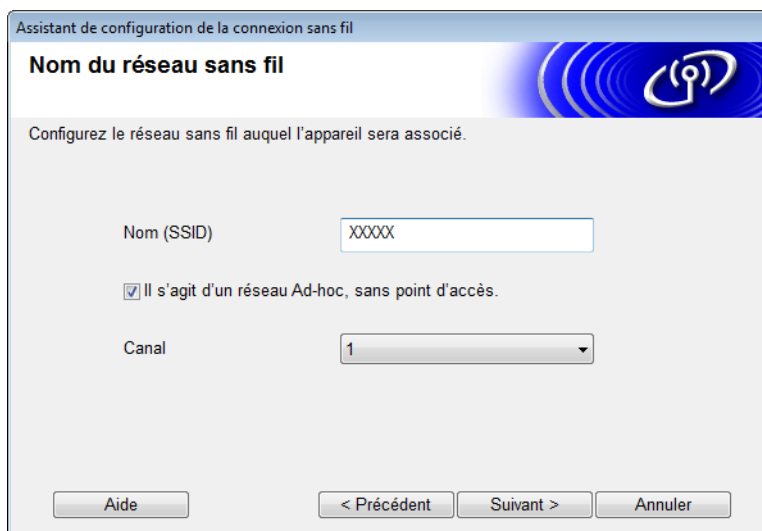 Assistant de configuration de la connexion sans fil
Nom du réseau sans fil
Configurez le réseau sans fil auquel l'appareil sera associé.
Nom (SSID) XXXXX
Il s'agit d'un réseau Ad-hoc, sans point d'accès.
Canal 1
Aide < Précédent Suivant > Annuler